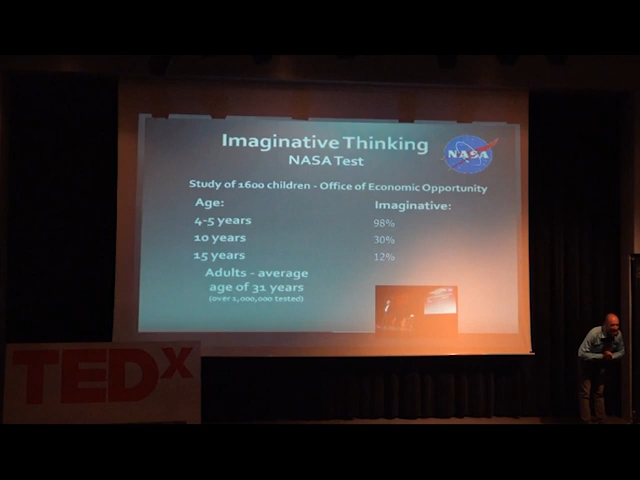 Imaginative Thinking
NASA Test
NASA
Study of 1600 children - Office of Economic Opportunity
Age: Imaginative:
4-5 years 98%
10 years 30%
15 years 12%
Adults - average
age of 31 years
(over 1,000,000 tested)
TEDx